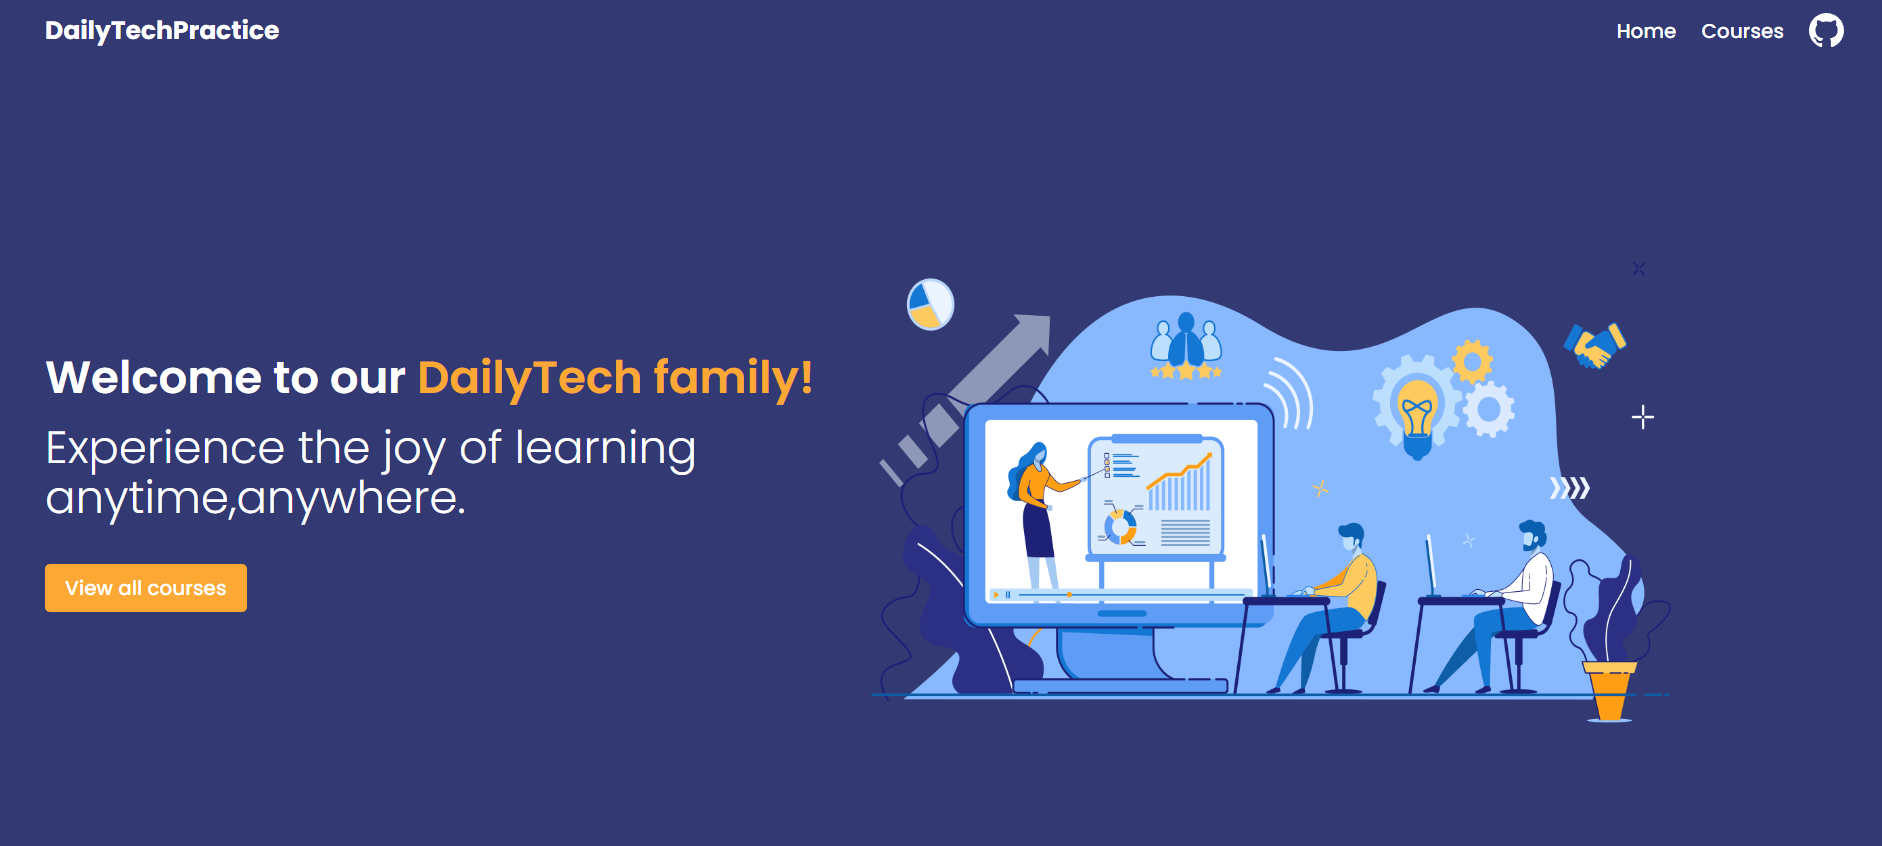 DailyTechPractice
Home Courses
Welcome to our DailyTech family!
Experience the joy of learning
anytime,anywhere.
View all courses